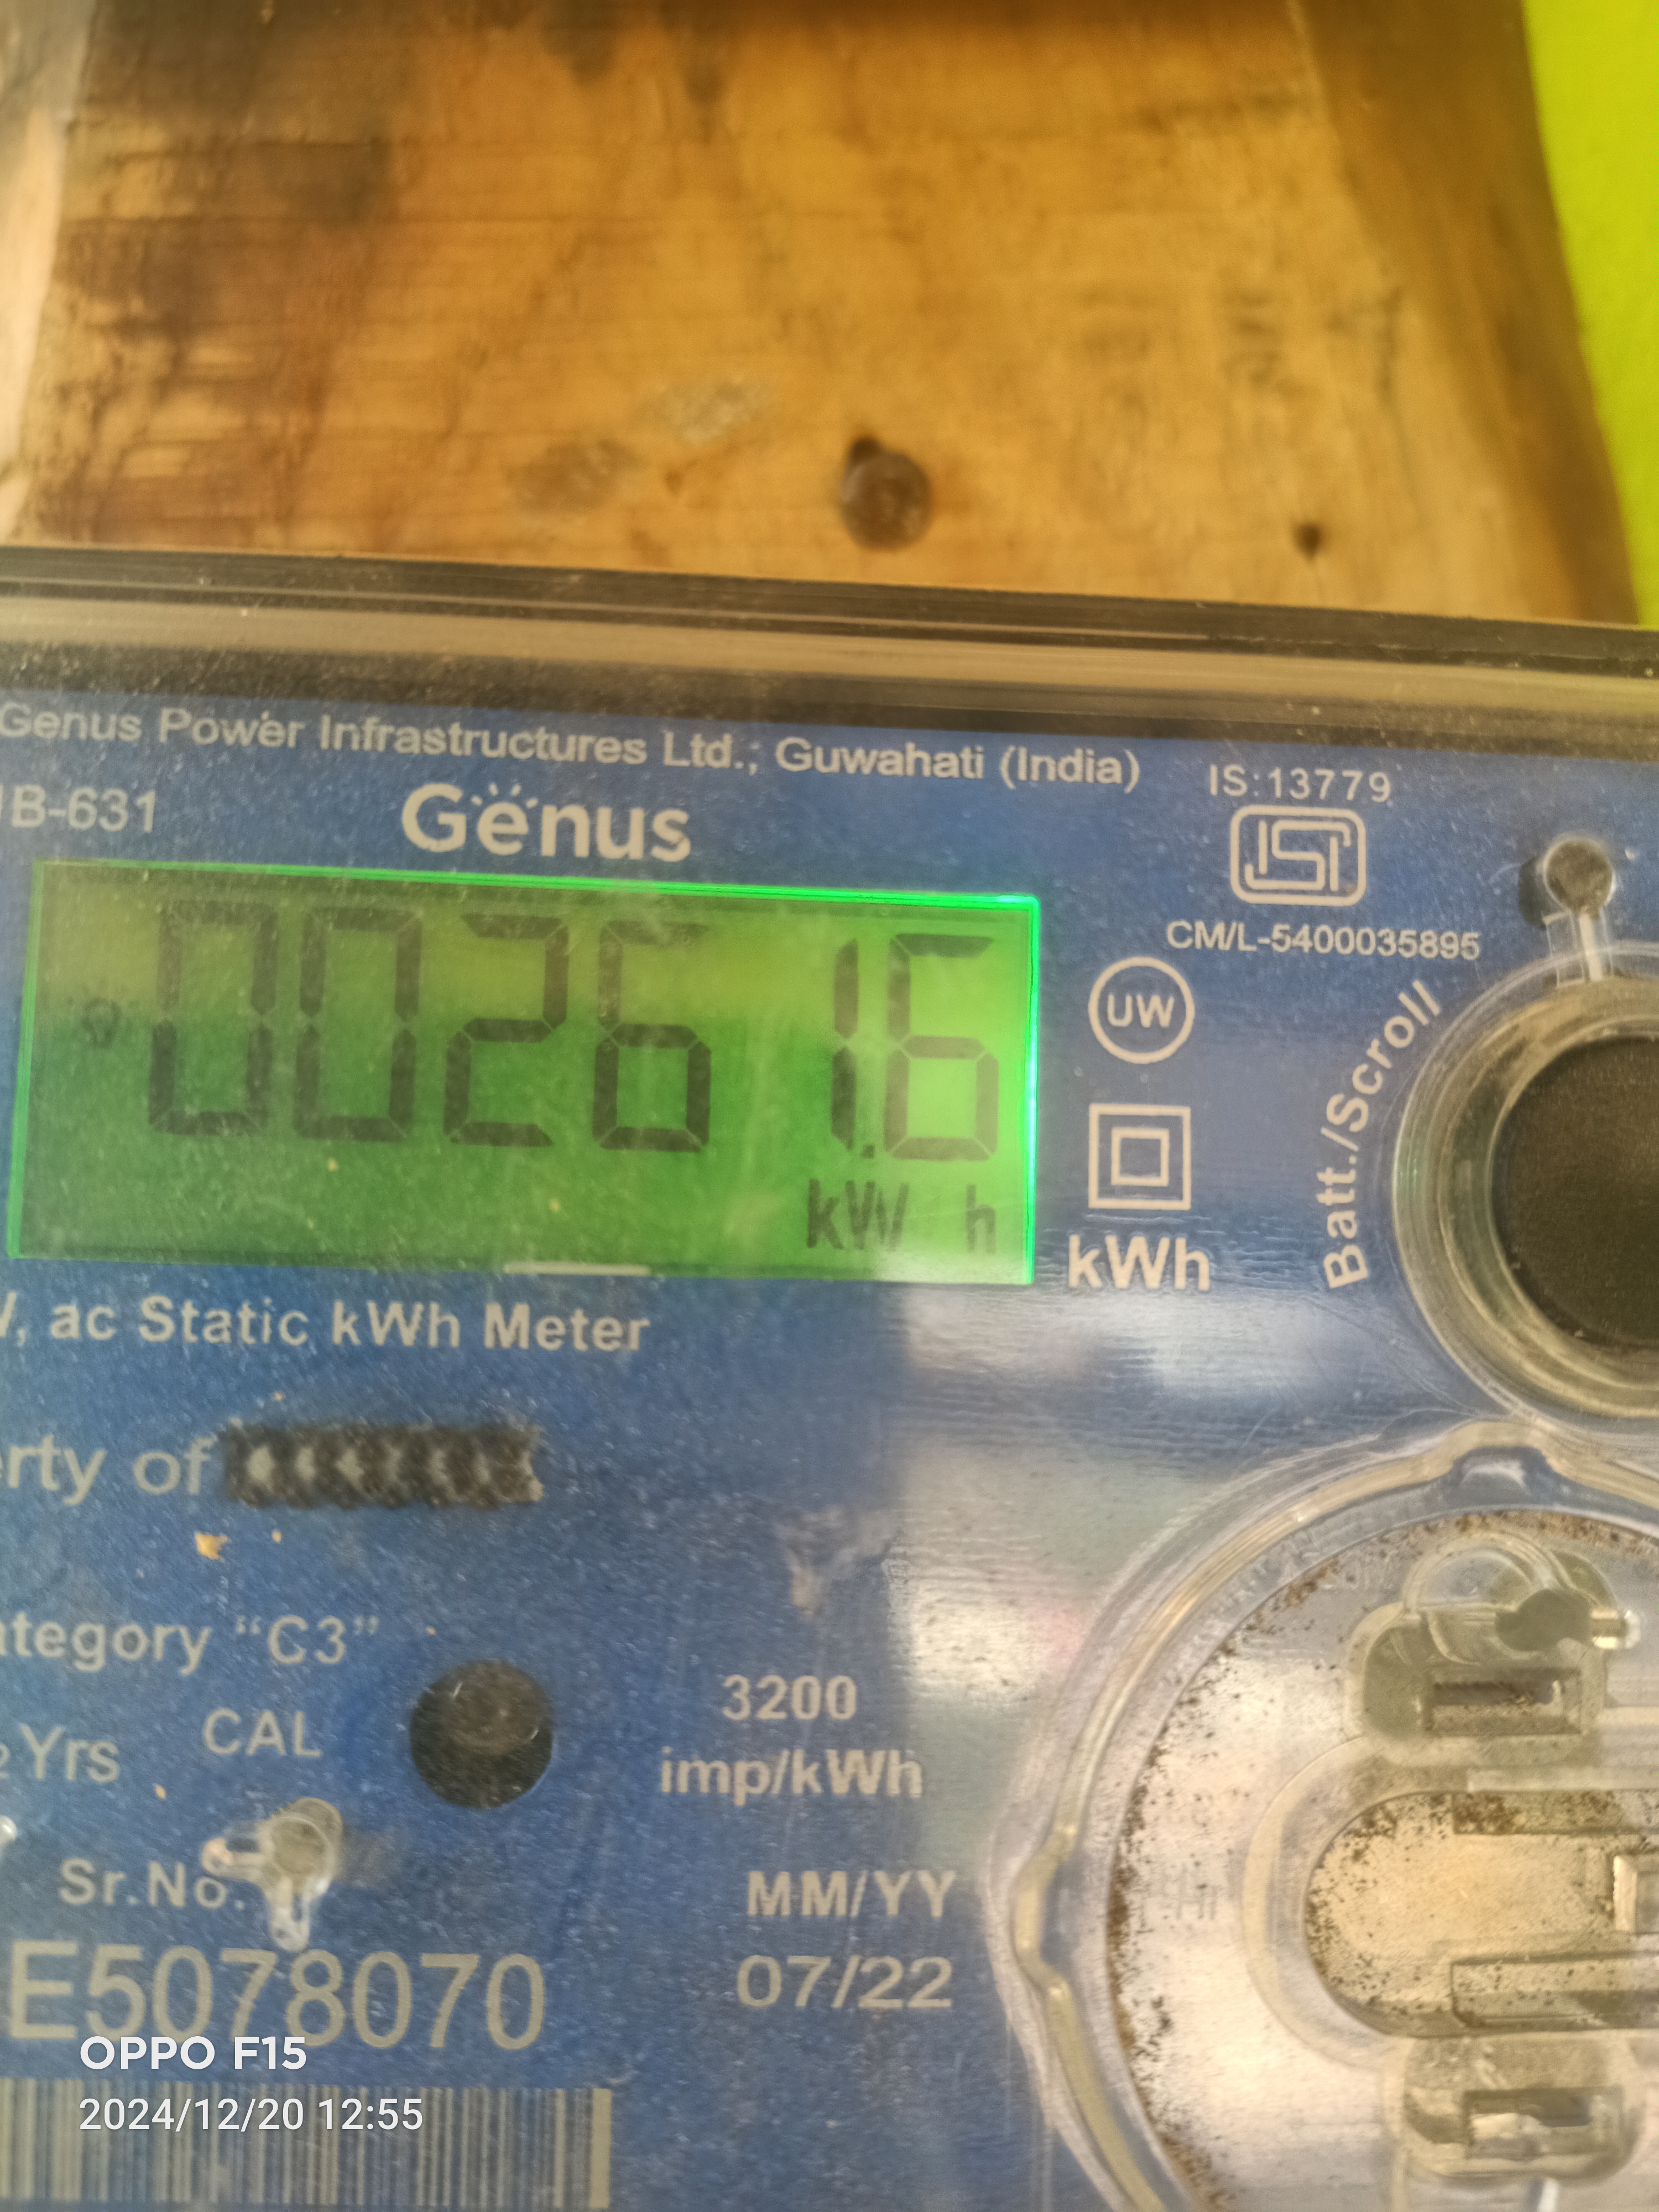 Genus Power Infrastructures Ltd.; Guwahati (India)
IS:13779
B-631
Genus
ISI
CM/L-5400035895
00261.6
kW h
UW
kWh
Batt./Scroll
V, ac Static kWh Meter
erty of
ategory "C3"
CAL
3200
imp/kWh
Yrs
Sr.No.
MM/YY
E5078070
07/22
OPPO F15
2024/12/20 12:55